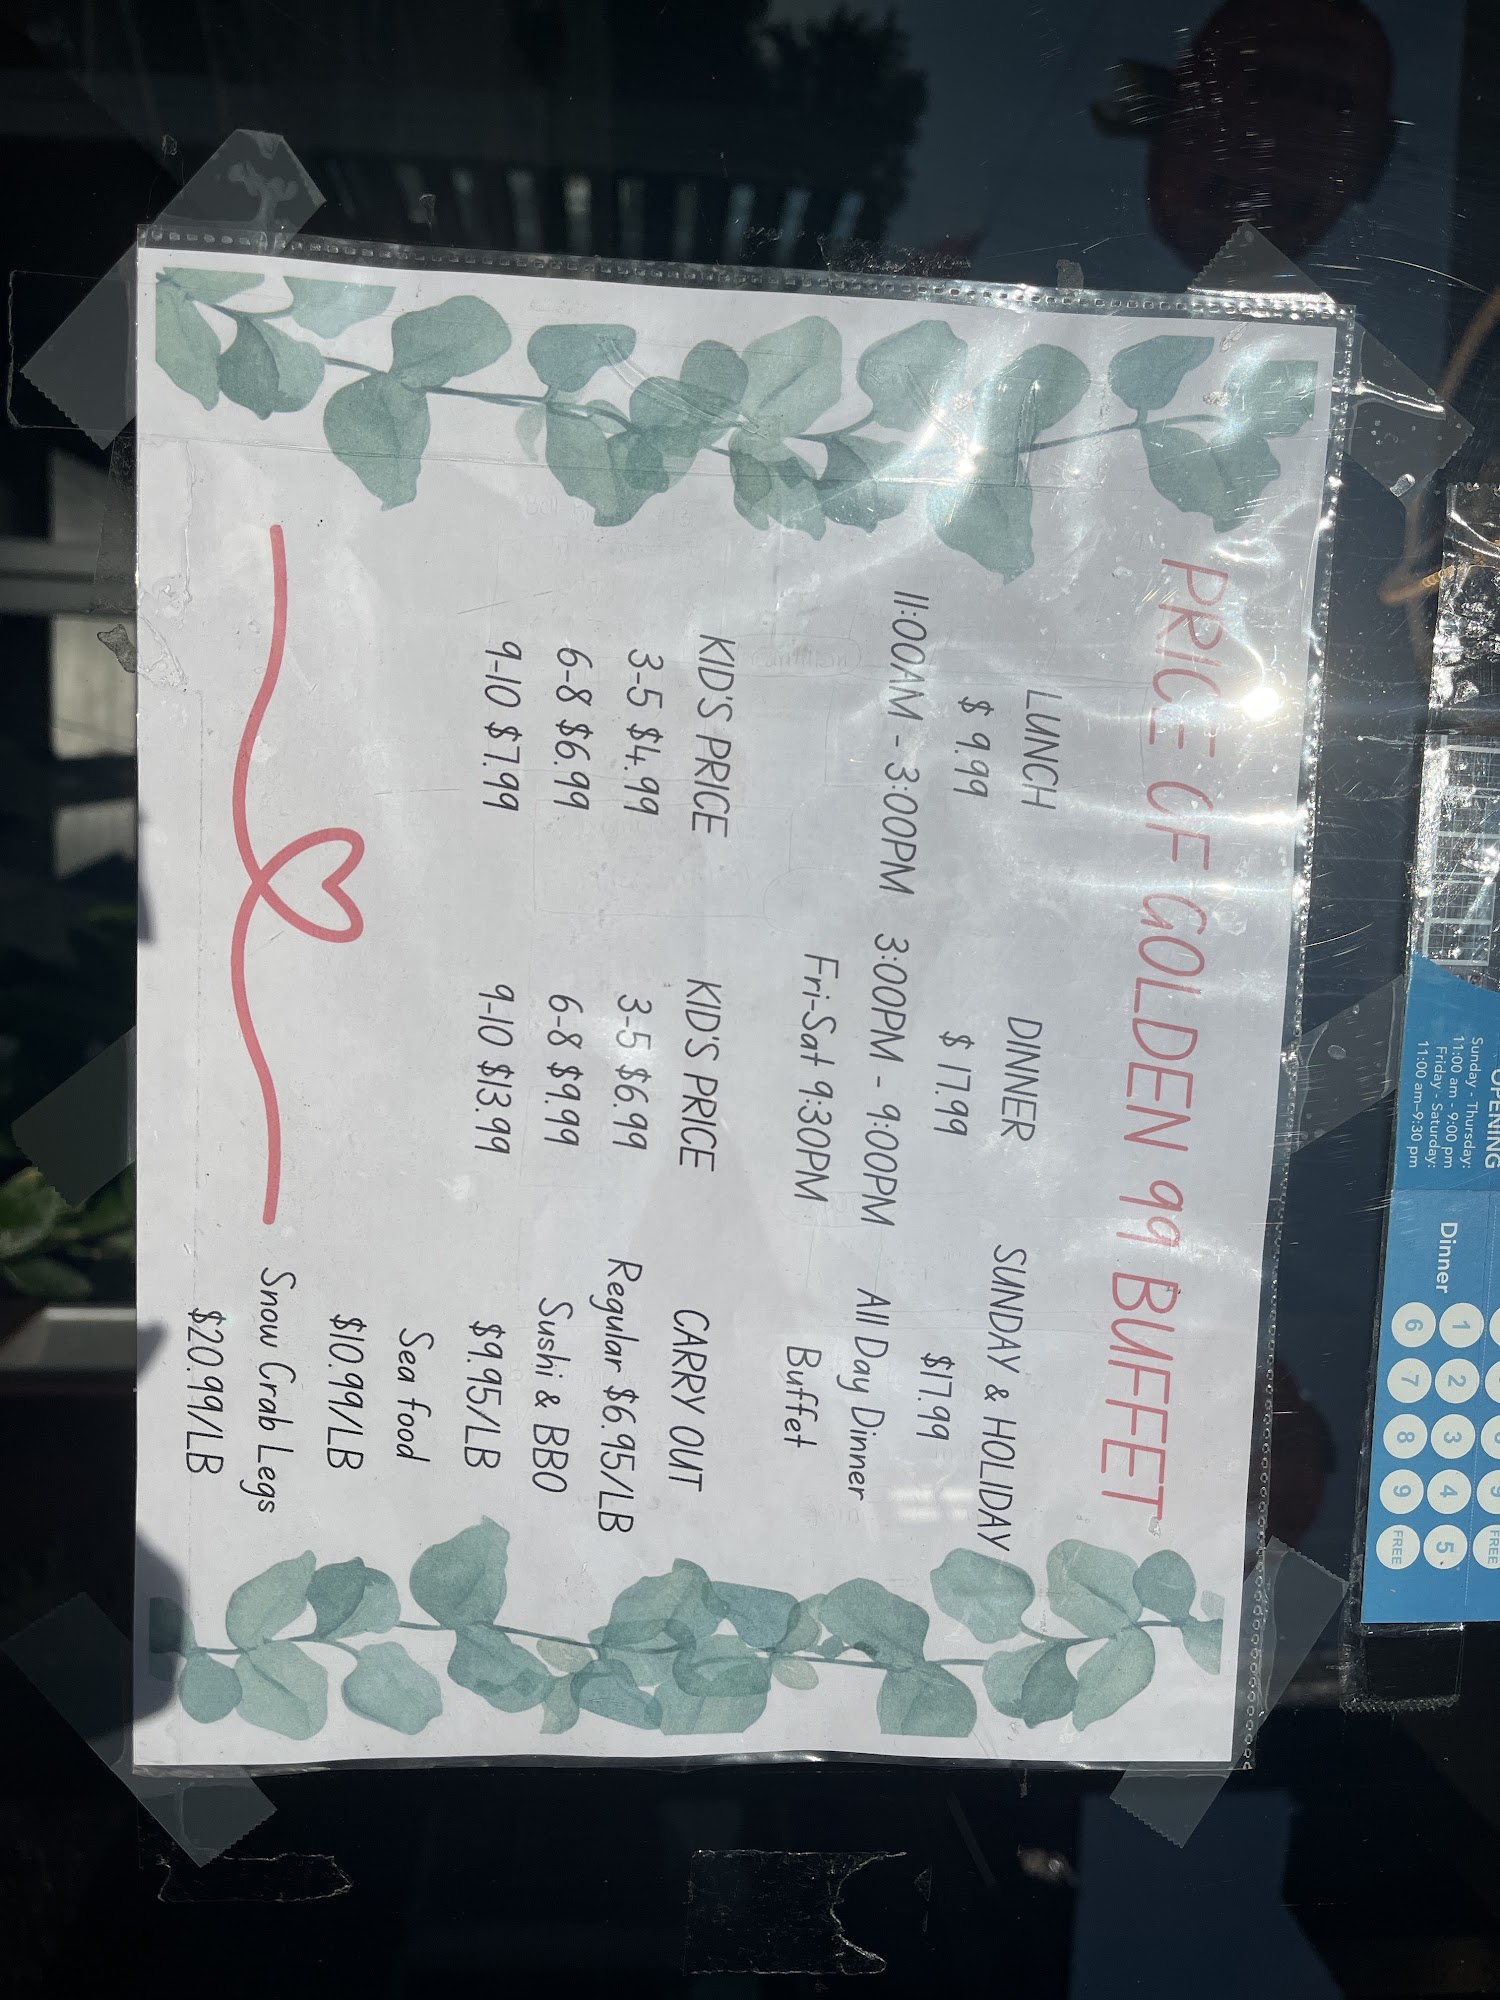 PRICE OF GOLDEN 99 BUFFET
LUNCH
$ 9.99
11:00AM - 3:00PM
DINNER
$ 17.99
3:00PM - 9:00PM
Fri-Sat 9:30PM
SUNDAY & HOLIDAY
$17.99
All Day Dinner
Buffet
KID'S PRICE
3-5 $4.99
6-8 $6.99
9-10 $7.99
KID'S PRICE
3-5 $6.99
6-8 $9.99
9-10 $13.99
CARRY OUT
Regular $6.95/LB
Sushi & BBQ
$9.95/LB
Sea food
$10.99/LB
Snow Crab Legs
$20.99/LB
OPENING
Sunday - Thursday:
11:00 am - 9:00 pm
Friday - Saturday:
11:00 am-9:30 pm
FREE
Dinner
1 2 3 4 5
6 7 8 9 FREE